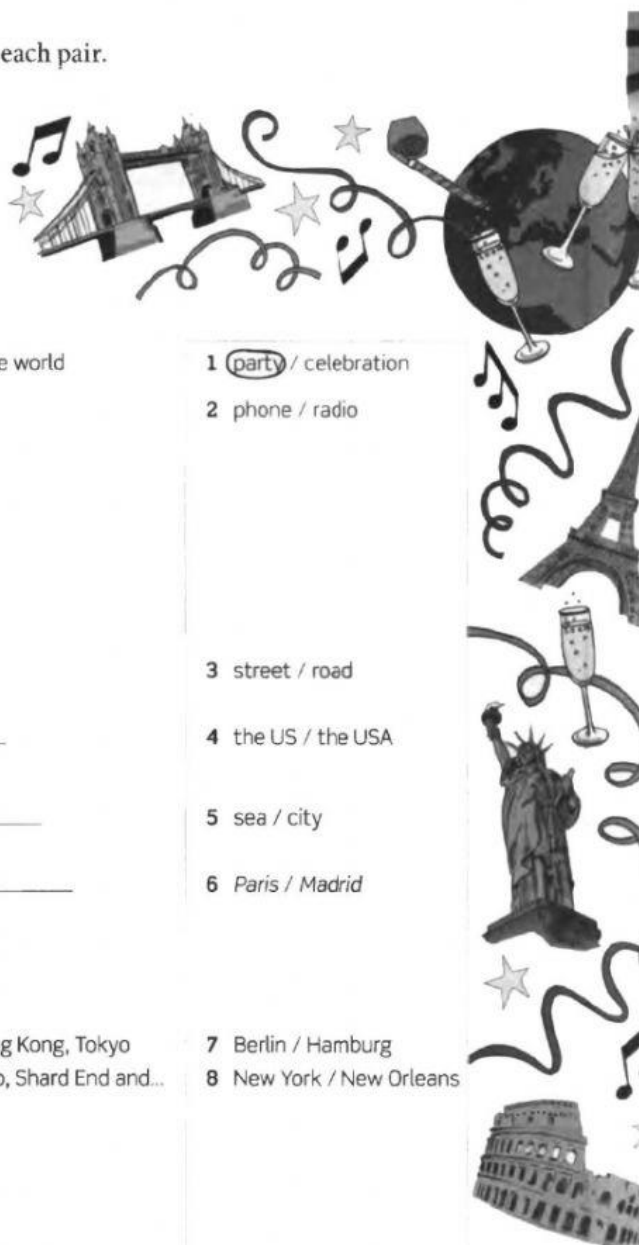 each pair.
e world
1 party / celebration
2 phone / radio
3 street / road
4 the US / the USA
5 sea / city
6 Paris / Madrid
g Kong, Tokyo
7 Berlin / Hamburg
o, Shard End and...
8 New York / New Orleans